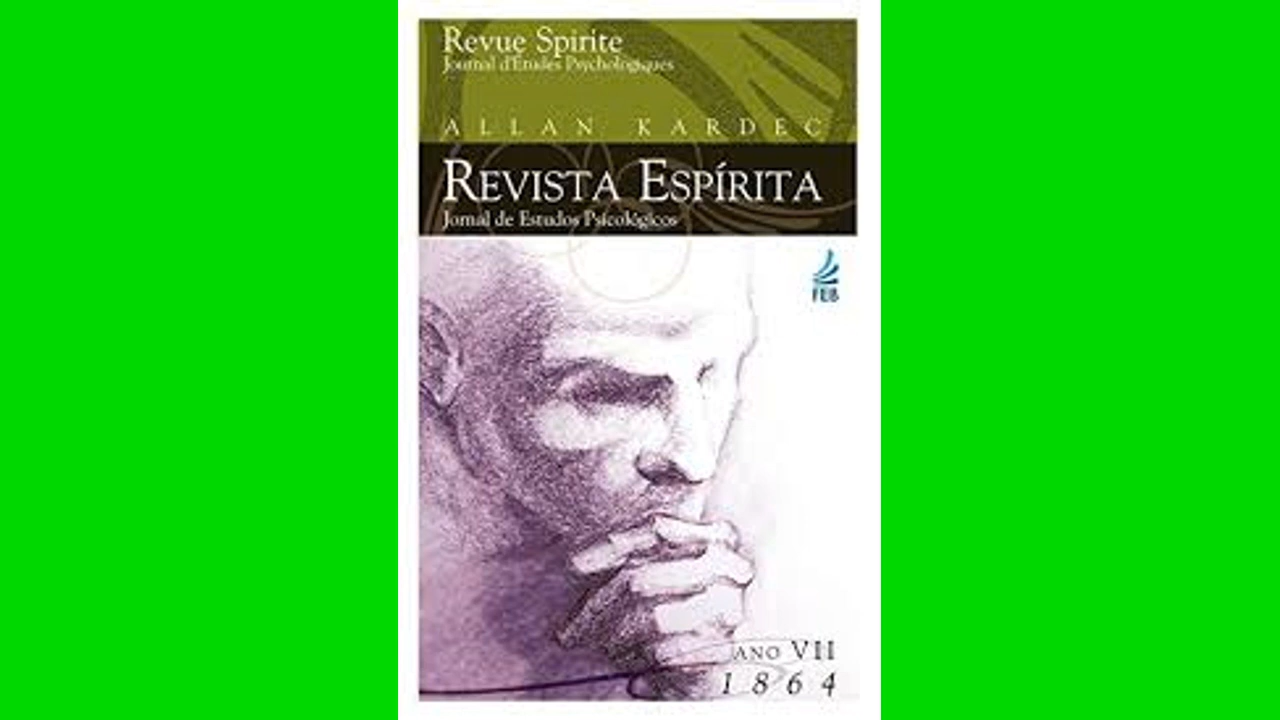 Revue Spirite
Journal d'Études Psychologiques
ALLAN KARDEC
REVISTA ESPÍRITA
Jornal de Estudos Psicológicos
FEB
ANO VII
1864